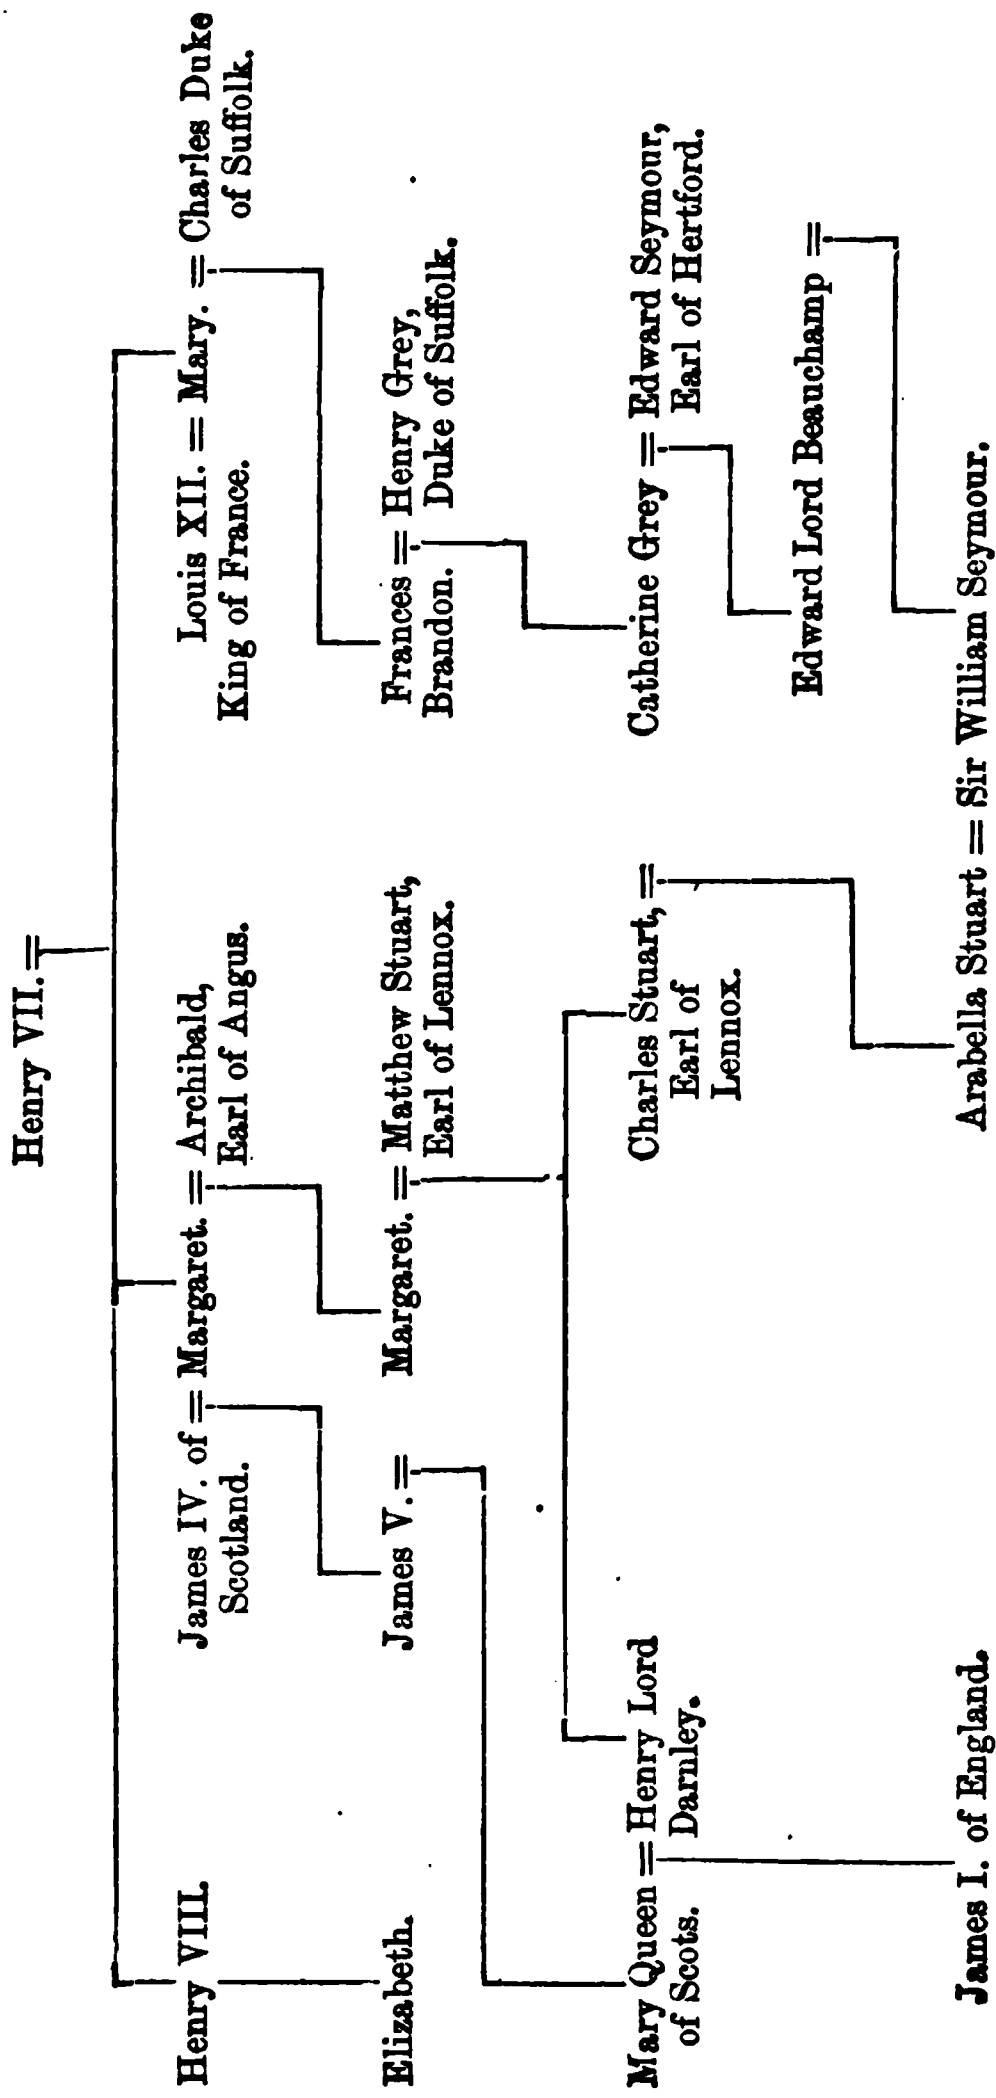 Henry VII. =
Henry VIII.
James IV. of = Margaret. = Archibald,
Scotland.
Earl of Angus.
Louis XII. = Mary. = Charles Duke
King of France.
of Suffolk.
Elizabeth.
James V. =
Margaret. = Matthew Stuart,
Earl of Lennox.
Frances = Henry Grey,
Brandon.
Duke of Suffolk.
Mary Queen = Henry Lord
of Scots.
Darnley.
Charles Stuart, =
Earl of
Lennox.
Catherine Grey = Edward Seymour,
Earl of Hertford.
Edward Lord Beauchamp =
James I. of England.
Arabella Stuart = Sir William Seymour.